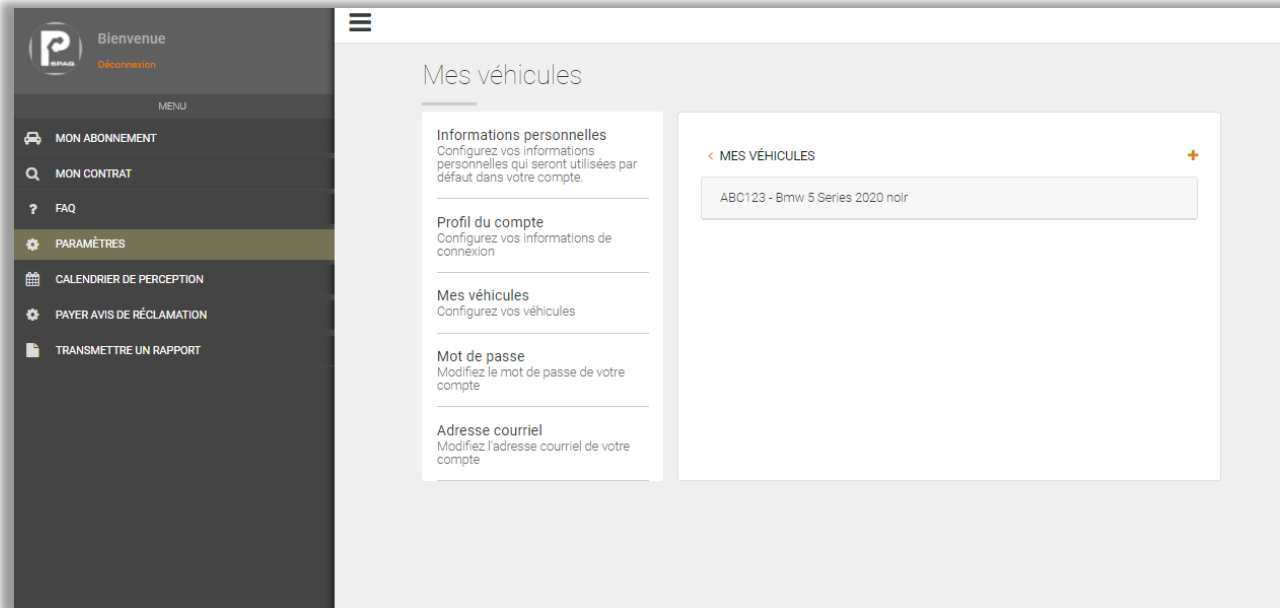 Bienvenue
SPAQ
Déconnexion
MENU
MON ABONNEMENT
MON CONTRAT
FAQ
PARAMÈTRES
CALENDRIER DE PERCEPTION
PAYER AVIS DE RÉCLAMATION
TRANSMETTRE UN RAPPORT
Mes véhicules
Informations personnelles
Configurez vos informations
personnelles qui seront utilisées par
défaut dans votre compte.
Profil du compte
Configurez vos informations de
connexion
Mes véhicules
Configurez vos véhicules
Mot de passe
Modifiez le mot de passe de votre
compte
Adresse courriel
Modifiez l'adresse courriel de votre
compte
< MES VÉHICULES +
ABC123 - Bmw 5 Series 2020 noir